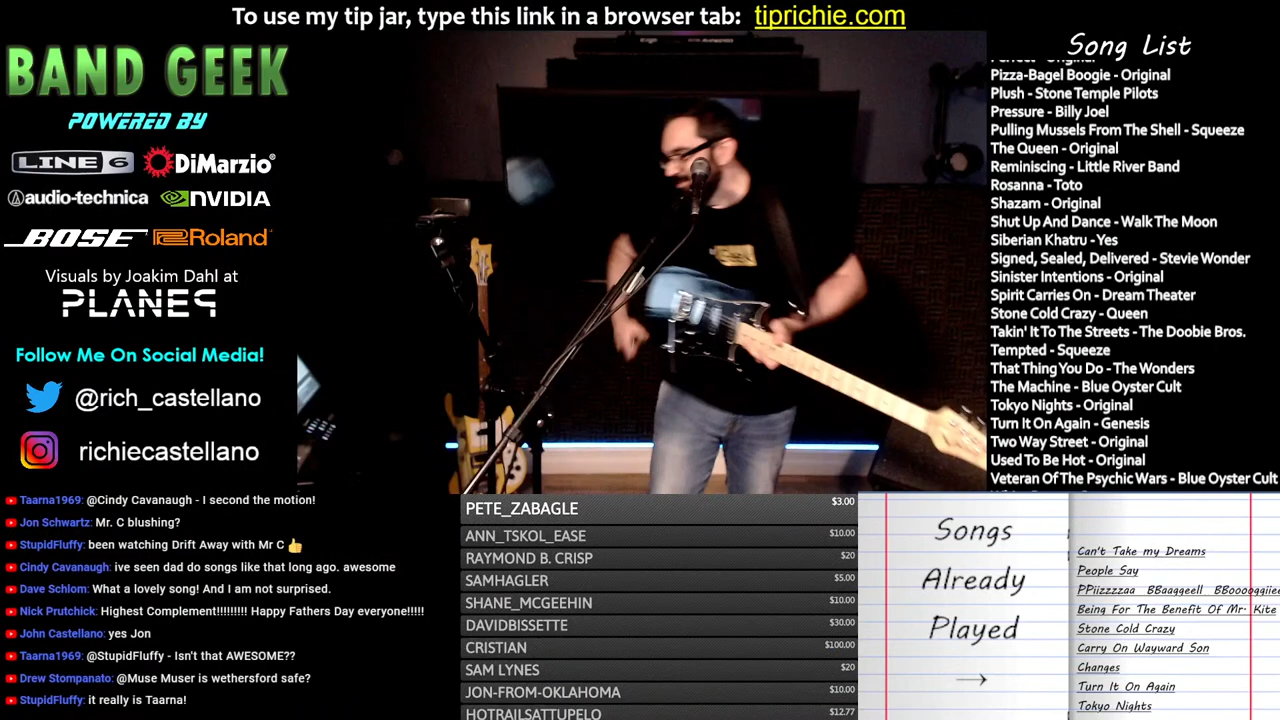 To use my tip jar, type this link in a browser tab: tiprichie.com
BAND GEEK
POWERED BY
LINE 6
DiMarzio
audio-technica
NVIDIA
BOSE
Roland
Visuals by Joakim Dahl at
PLANE9
Follow Me On Social Media!
@rich_castellano
richiecastellano
Taarna1969: @Cindy Cavanaugh - I second the motion!
Jon Schwartz: Mr. C blushing?
StupidFluffy: been watching Drift Away with Mr C 👍
Cindy Cavanaugh: ive seen dad do songs like that long ago. awesome
Dave Schlom: What a lovely song! And I am not surprised.
Nick Prutchick: Highest Complement!!!!!!!!! Happy Fathers Day everyone!!!!!
John Castellano: yes Jon
Taarna1969: @StupidFluffy - Isn't that AWESOME??
Drew Stompanato: @Muse Muser is wethersford safe?
StupidFluffy: it really is Taarna!
PETE_ZABAGLE $3.00
ANN_TSKOL_EASE $10.00
RAYMOND B. CRISP $20
SAMHAGLER $5.00
SHANE_MCGEEHIN $10.00
DAVIDBISSETTE $30.00
CRISTIAN $100.00
SAM LYNES $20
JON-FROM-OKLAHOMA $10.00
HOTRAILSATTUPELO $12.77
Song List
Perfect - Original
Pizza-Bagel Boogie - Original
Plush - Stone Temple Pilots
Pressure - Billy Joel
Pulling Mussels From The Shell - Squeeze
The Queen - Original
Reminiscing - Little River Band
Rosanna - Toto
Shazam - Original
Shut Up And Dance - Walk The Moon
Siberian Khatru - Yes
Signed, Sealed, Delivered - Stevie Wonder
Sinister Intentions - Original
Spirit Carries On - Dream Theater
Stone Cold Crazy - Queen
Takin' It To The Streets - The Doobie Bros.
Tempted - Squeeze
That Thing You Do - The Wonders
The Machine - Blue Oyster Cult
Tokyo Nights - Original
Turn It On Again - Genesis
Two Way Street - Original
Used To Be Hot - Original
Veteran Of The Psychic Wars - Blue Oyster Cult
Songs
Already
Played
→
Can't Take my Dreams
People Say
PPiizzzzaa BBaaggeell BBooooggiiee
Being For The Benefit Of Mr. Kite
Stone Cold Crazy
Carry On Wayward Son
Changes
Turn It On Again
Tokyo Nights